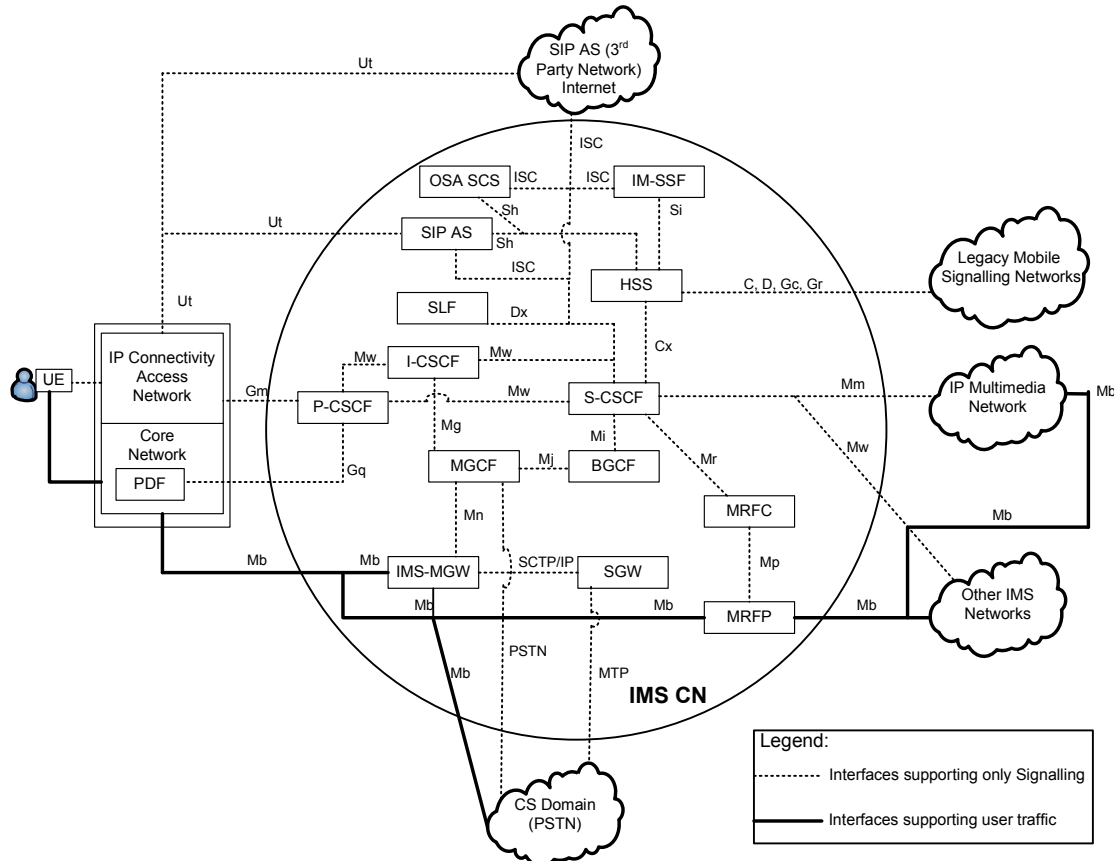 SIP AS (3rd
Party Network)
Internet
Ut
ISC
OSA SCS
ISC
ISC
IM-SSF
Sh
Si
Ut
SIP AS
Sh
ISC
HSS
C, D, Gc, Gr
Legacy Mobile
Signalling Networks
SLF
Dx
Ut
Cx
IP Connectivity
Access
Network
UE
Mw
I-CSCF
Mw
Gm
P-CSCF
Mw
S-CSCF
Mm
IP Multimedia
Network
Mb
Core
Network
PDF
Gq
Mg
Mi
Mw
MGCF
Mj
BGCF
Mr
Mn
MRFC
Mb
Mb
Mb
IMS-MGW
SCTP/IP
SGW
Mp
Mb
Mb
MRFP
Mb
Other IMS
Networks
Mb
PSTN
MTP
IMS CN
CS Domain
(PSTN)
Legend:
Interfaces supporting only Signalling
Interfaces supporting user traffic